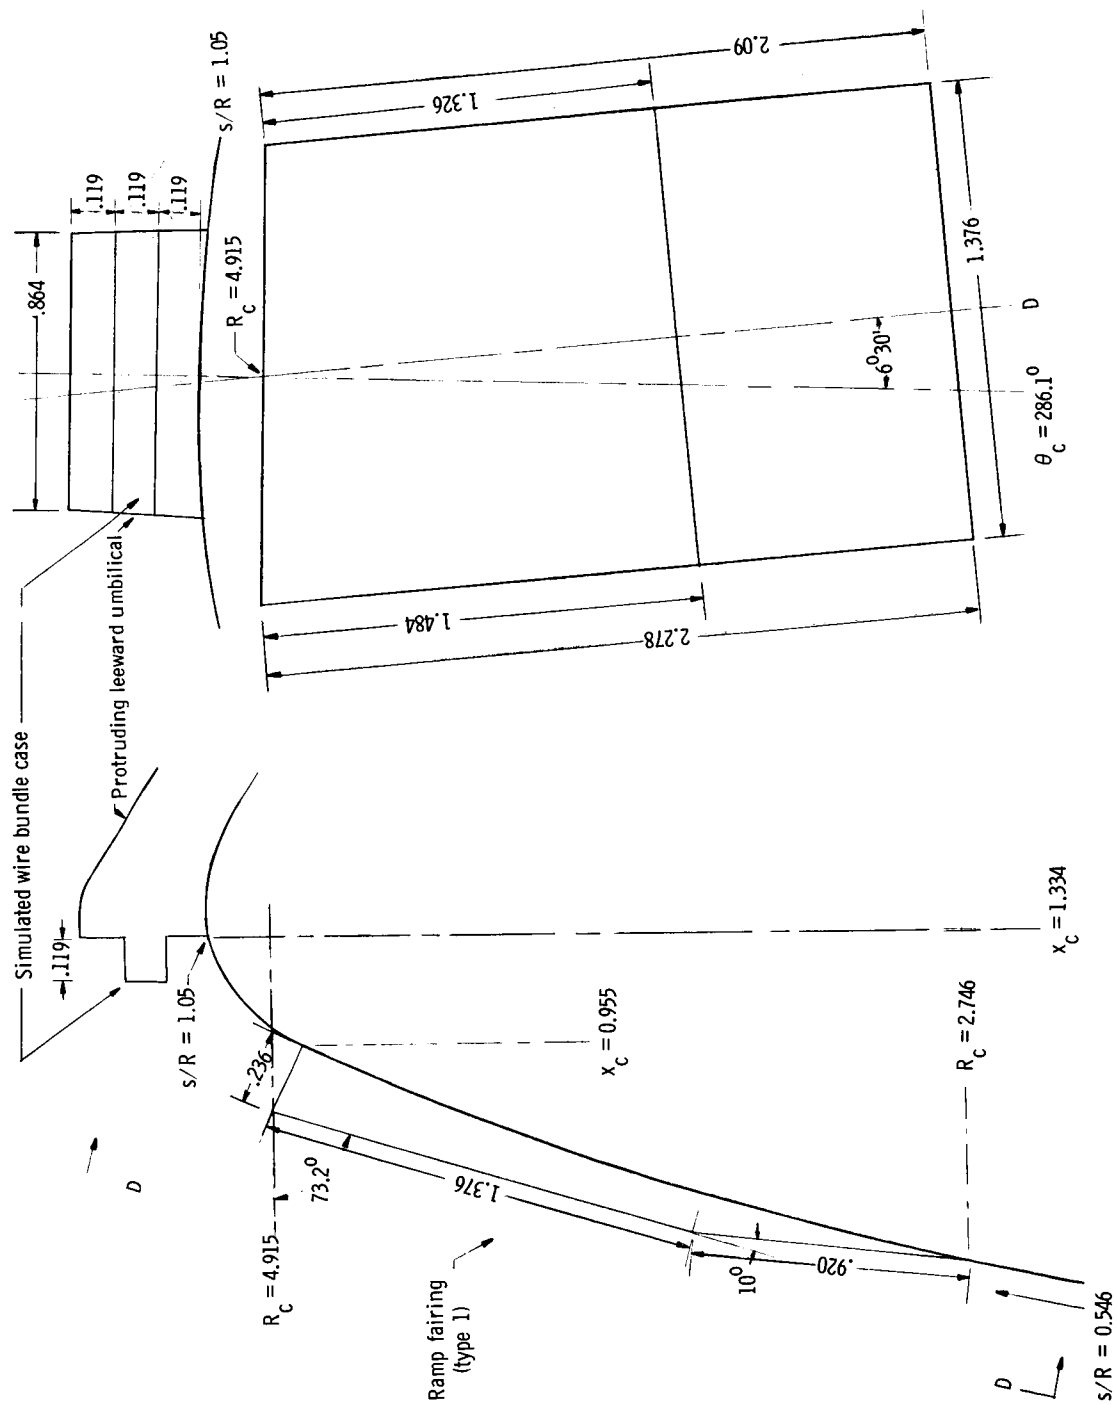 Simulated wire bundle case
Protruding leeward umbilical
.864
.119
.119
.119
s/R = 1.05
R_c = 4.915
1.326
2.09
1.484
2.278
6°30'
1.376
D
θ_c = 286.1°
.119
s/R = 1.05
.236
x_c = 0.955
x_c = 1.334
R_c = 2.746
D
73.2°
1.376
R_c = 4.915
Ramp fairing
(type 1)
10°
.920
D
s/R = 0.546